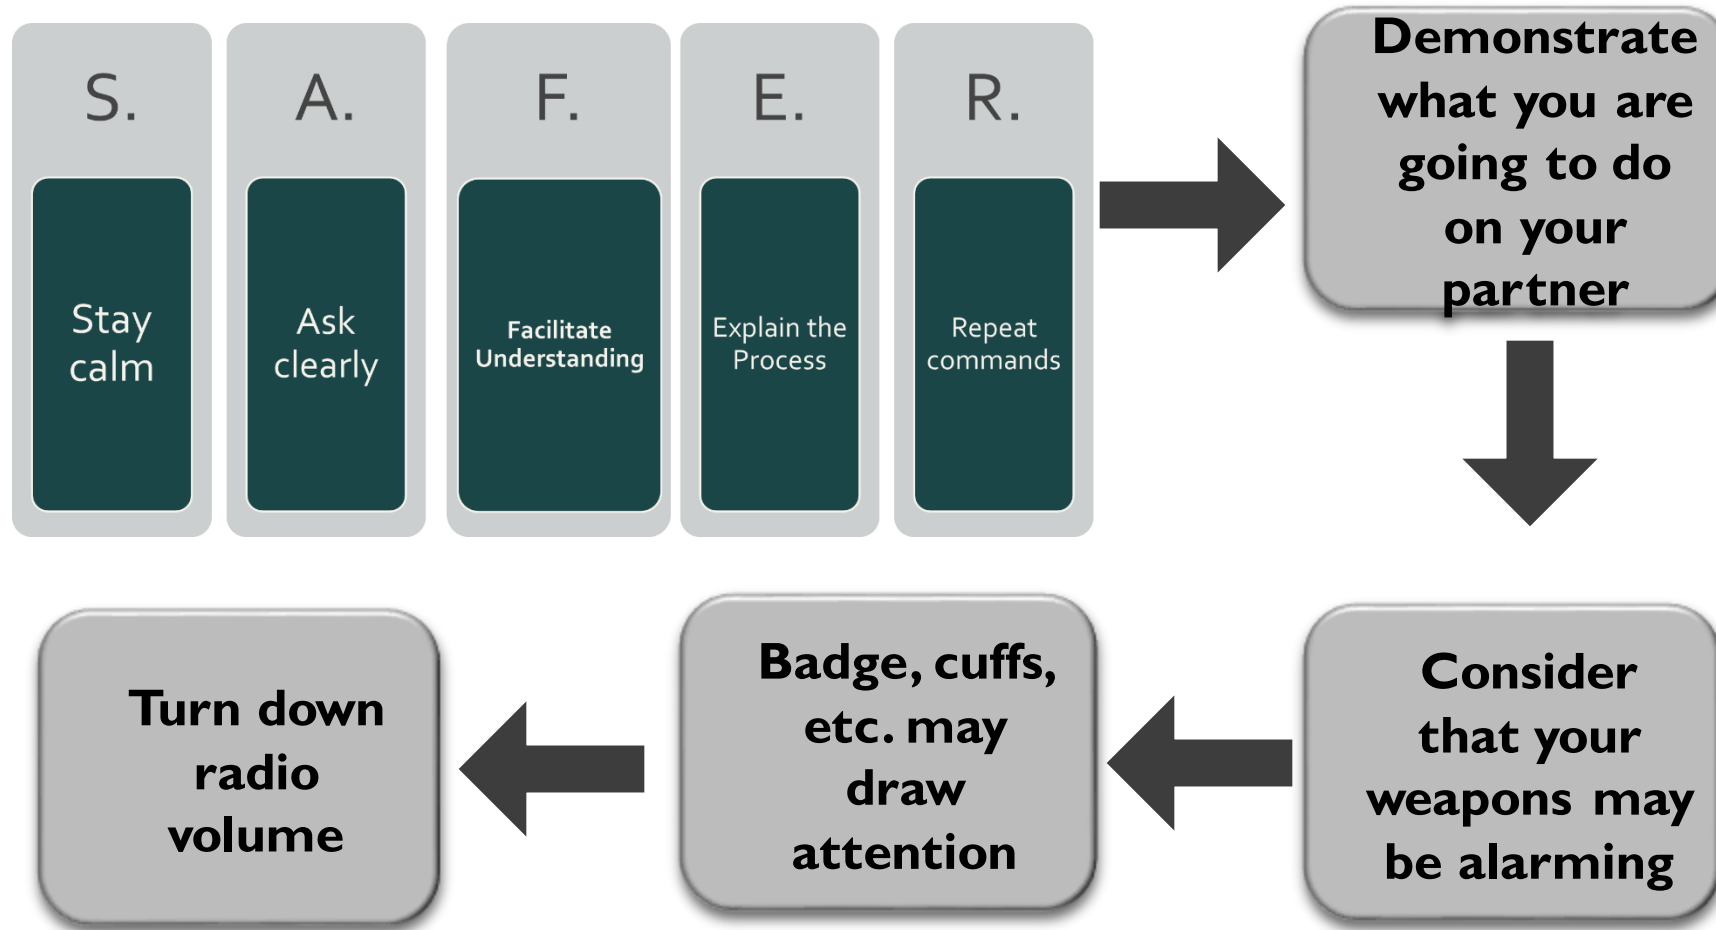 S.
Stay
calm
A.
Ask
clearly
F.
Facilitate
Understanding
E.
Explain the
Process
R.
Repeat
commands
Demonstrate
what you are
going to do
on your
partner
Consider
that your
weapons may
be alarming
Badge, cuffs,
etc. may
draw
attention
Turn down
radio
volume